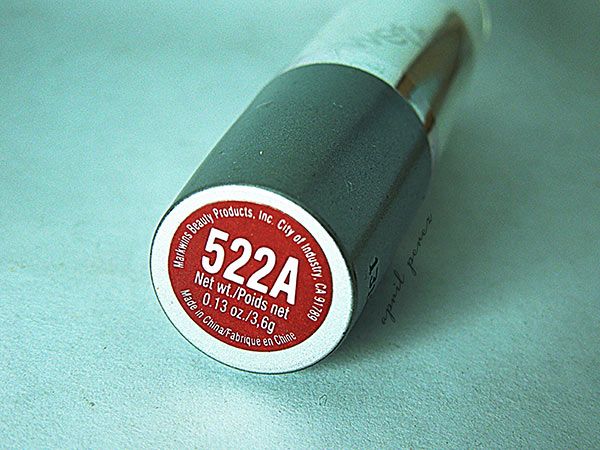 Markwins Beauty Products, Inc. City of Industry, CA 91789
522A
Net wt./Poids net
0.13 oz./3,6g
Made in China/Fabrique en Chine
april perez